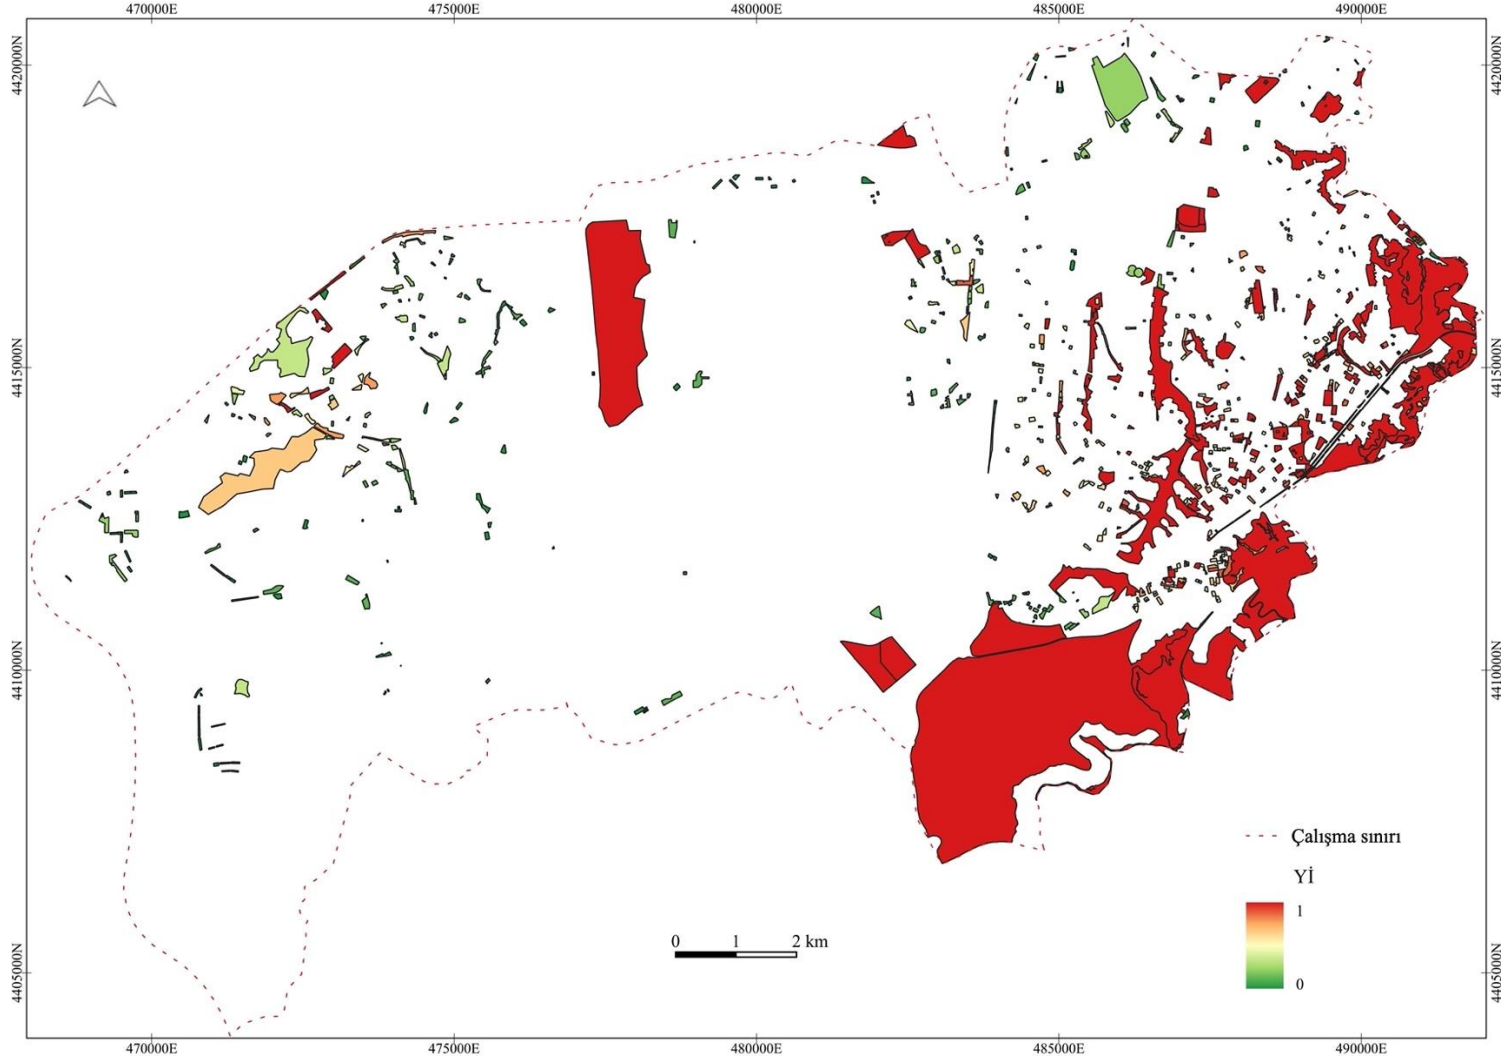 470000E 475000E 480000E 485000E 490000E
4420000N 4420000N
4415000N 4415000N
4410000N 4410000N
Çalışma sınırı
Yİ
1
0 1 2 km
0
4405000N 4405000N
470000E 475000E 480000E 485000E 490000E